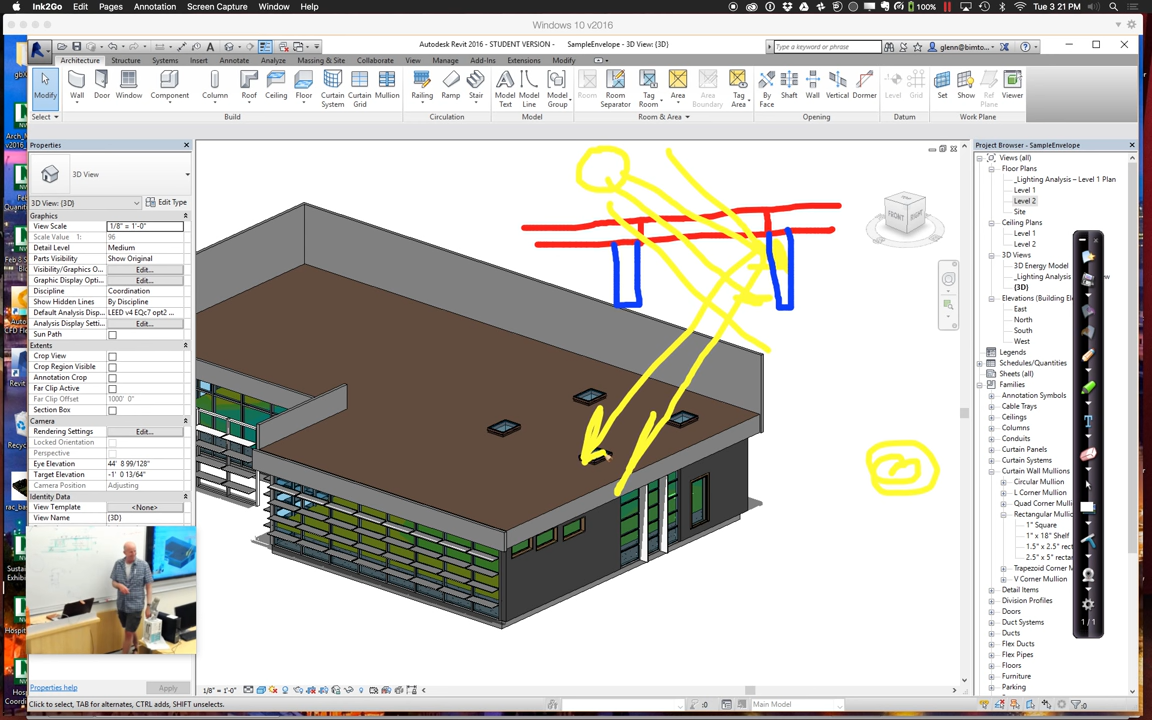 Ink2Go Edit Pages Annotation Screen Capture Window Help 100% Tue 3 21 PM
Windows 10 v2016
Autodesk Revit 2016 - STUDENT VERSION - SampleEnvelope - 3D View: {3D} Type a keyword or phrase glenn@bimto...
Architecture Structure Systems Insert Annotate Analyze Massing & Site Collaborate View Manage Add-Ins Extensions Modify
Modify Wall Door Window Component Column Roof Ceiling Floor Curtain System Curtain Grid Mullion Railing Ramp Stair Model Text Model Line Model Group Room Room Separator Tag Room Area Area Boundary Tag Area By Face Shaft Wall Vertical Dormer Level Grid Set Show Ref Plane Viewer
Select Build Circulation Model Room & Area Opening Datum Work Plane
Properties
3D View
3D View: {3D} Edit Type
Graphics
View Scale 1/8" = 1'-0"
Scale Value 1: 96
Detail Level Medium
Parts Visibility Show Original
Visibility/Graphics O... Edit...
Graphic Display Opti... Edit...
Discipline Coordination
Show Hidden Lines By Discipline
Default Analysis Disp... LEED v4 EQc7 opt2 ...
Analysis Display Setti... Edit...
Sun Path
Extents
Crop View
Crop Region Visible
Annotation Crop
Far Clip Active
Far Clip Offset 1000' 0"
Section Box
Camera
Rendering Settings Edit...
Locked Orientation
Perspective
Eye Elevation 44' 8 99/128"
Target Elevation -1' 0 13/64"
Camera Position Adjusting
Identity Data
View Template <None>
View Name {3D}
Properties help Apply
FRONT RIGHT
Project Browser - SampleEnvelope
Views (all)
Floor Plans
_Lighting Analysis – Level 1 Plan
Level 1
Level 2
Site
Ceiling Plans
Level 1
Level 2
3D Views
3D Energy Model
_Lighting Analysis
{3D}
Elevations (Building El
East
North
South
West
Legends
Schedules/Quantities
Sheets (all)
Families
Annotation Symbols
Cable Trays
Ceilings
Columns
Conduits
Curtain Panels
Curtain Systems
Curtain Wall Mullions
Circular Mullion
L Corner Mullion
Quad Corner Mul
Rectangular Mullio
1" Square
1" x 18" Shelf
1.5" x 2.5" rect
2.5" x 5" rect
Trapezoid Corner M
V Corner Mullion
Detail Items
Division Profiles
Doors
Duct Systems
Ducts
Flex Ducts
Flex Pipes
Floors
Furniture
Parking
1 / 1
1/8" = 1'-0"
Click to select, TAB for alternates, CTRL adds, SHIFT unselects. :0 Main Model :0